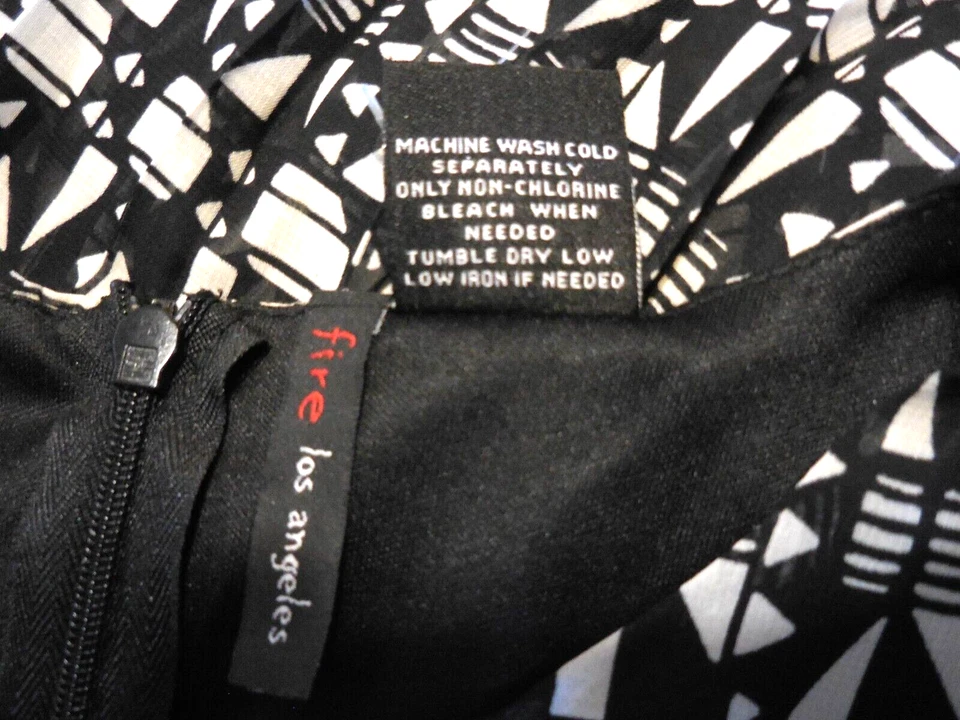 MACHINE WASH COLD
SEPARATELY
ONLY NON-CHLORINE
BLEACH WHEN
NEEDED
TUMBLE DRY LOW
LOW IRON IF NEEDED
fire los angeles